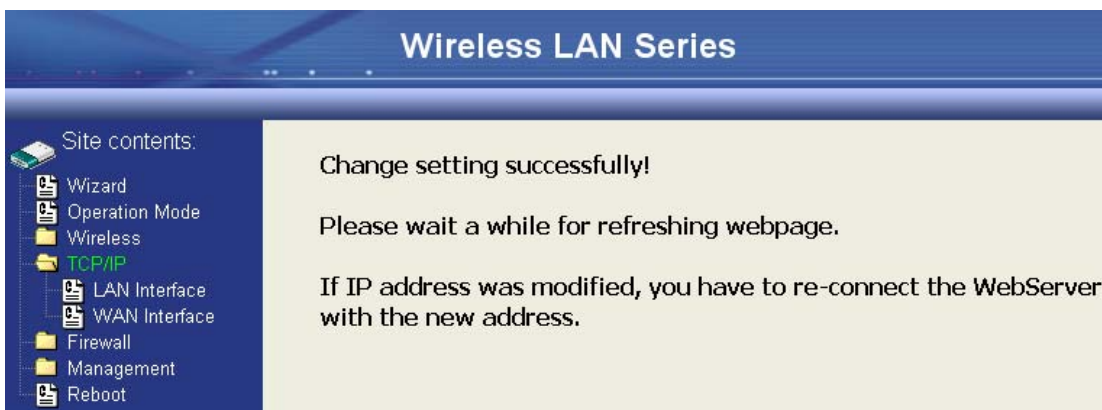 Wireless LAN Series
Site contents:
Wizard
Operation Mode
Wireless
TCP/IP
LAN Interface
WAN Interface
Firewall
Management
Reboot
Change setting successfully!
Please wait a while for refreshing webpage.
If IP address was modified, you have to re-connect the WebServer
with the new address.